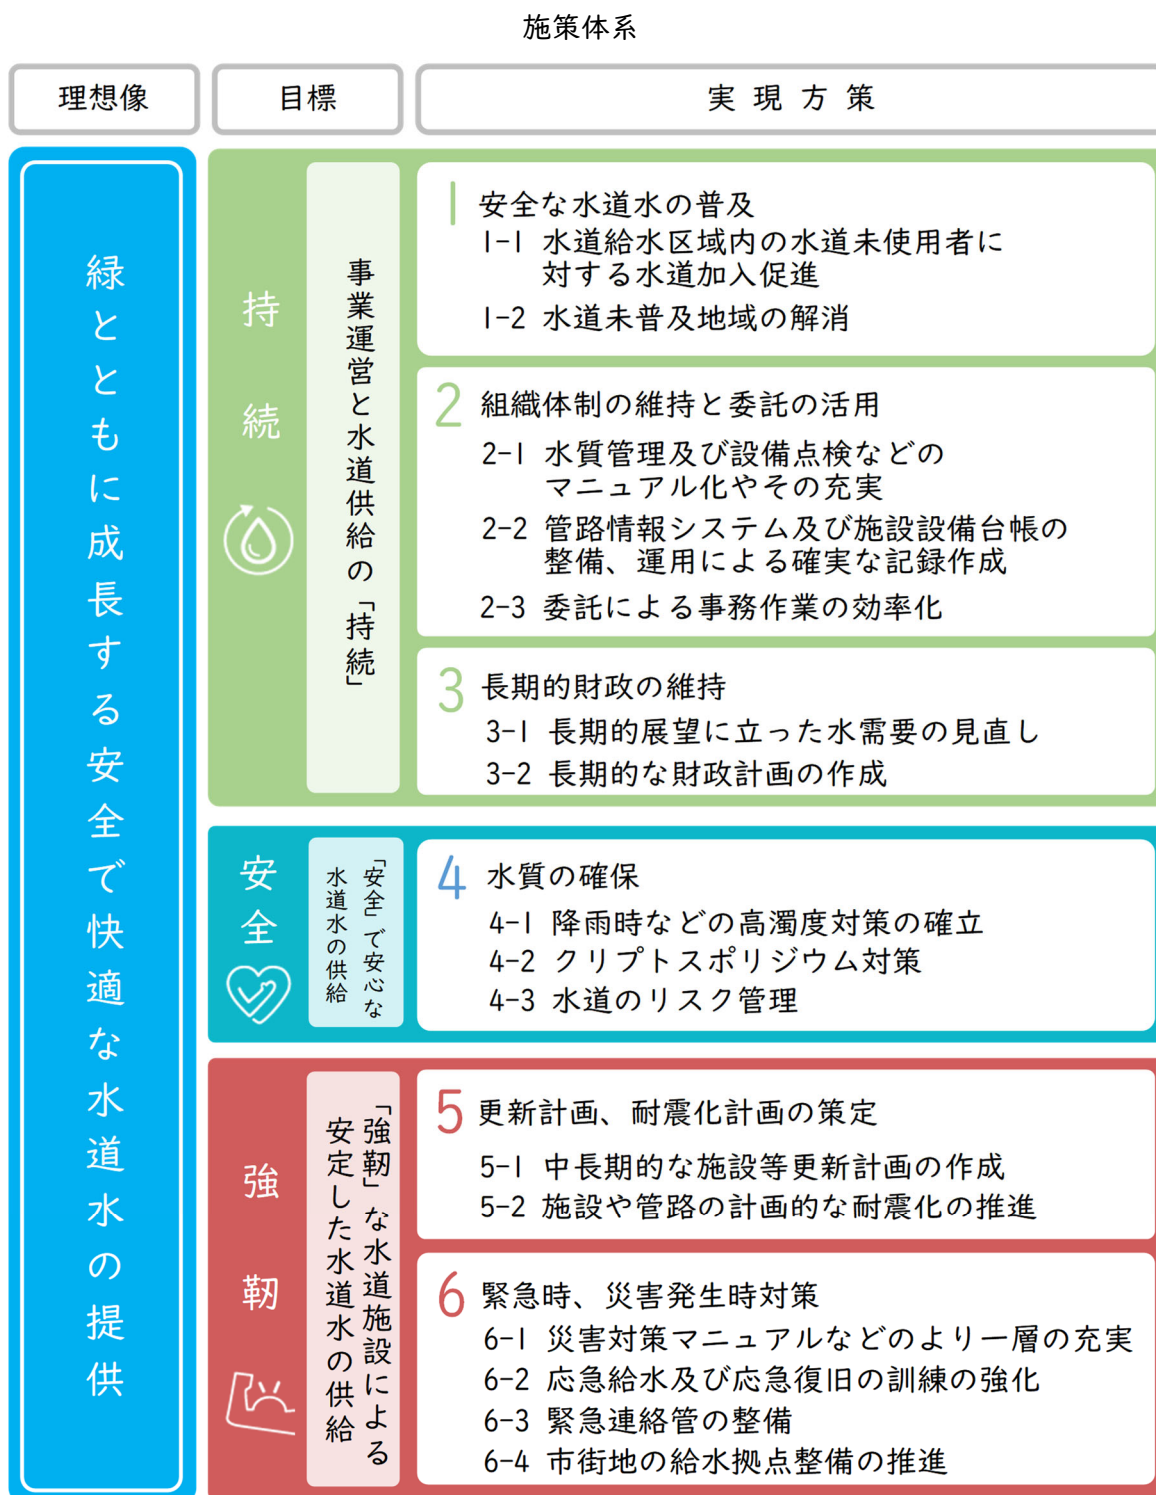 施策体系
理想像
目標
実現方策
緑とともに成長する安全で快適な水道水の提供
持続
事業運営と水道供給の「持続」
1 安全な水道水の普及
1-1 水道給水区域内の水道未使用者に
対する水道加入促進
1-2 水道未普及地域の解消
2 組織体制の維持と委託の活用
2-1 水質管理及び設備点検などの
マニュアル化やその充実
2-2 管路情報システム及び施設設備台帳の
整備、運用による確実な記録作成
2-3 委託による事務作業の効率化
3 長期的財政の維持
3-1 長期的展望に立った水需要の見直し
3-2 長期的な財政計画の作成
安全
「安全」で安心な
水道水の供給
4 水質の確保
4-1 降雨時などの高濁度対策の確立
4-2 クリプトスポリジウム対策
4-3 水道のリスク管理
強靭
「強靭」な水道施設による
安定した水道水の供給
5 更新計画、耐震化計画の策定
5-1 中長期的な施設等更新計画の作成
5-2 施設や管路の計画的な耐震化の推進
6 緊急時、災害発生時対策
6-1 災害対策マニュアルなどのより一層の充実
6-2 応急給水及び応急復旧の訓練の強化
6-3 緊急連絡管の整備
6-4 市街地の給水拠点整備の推進